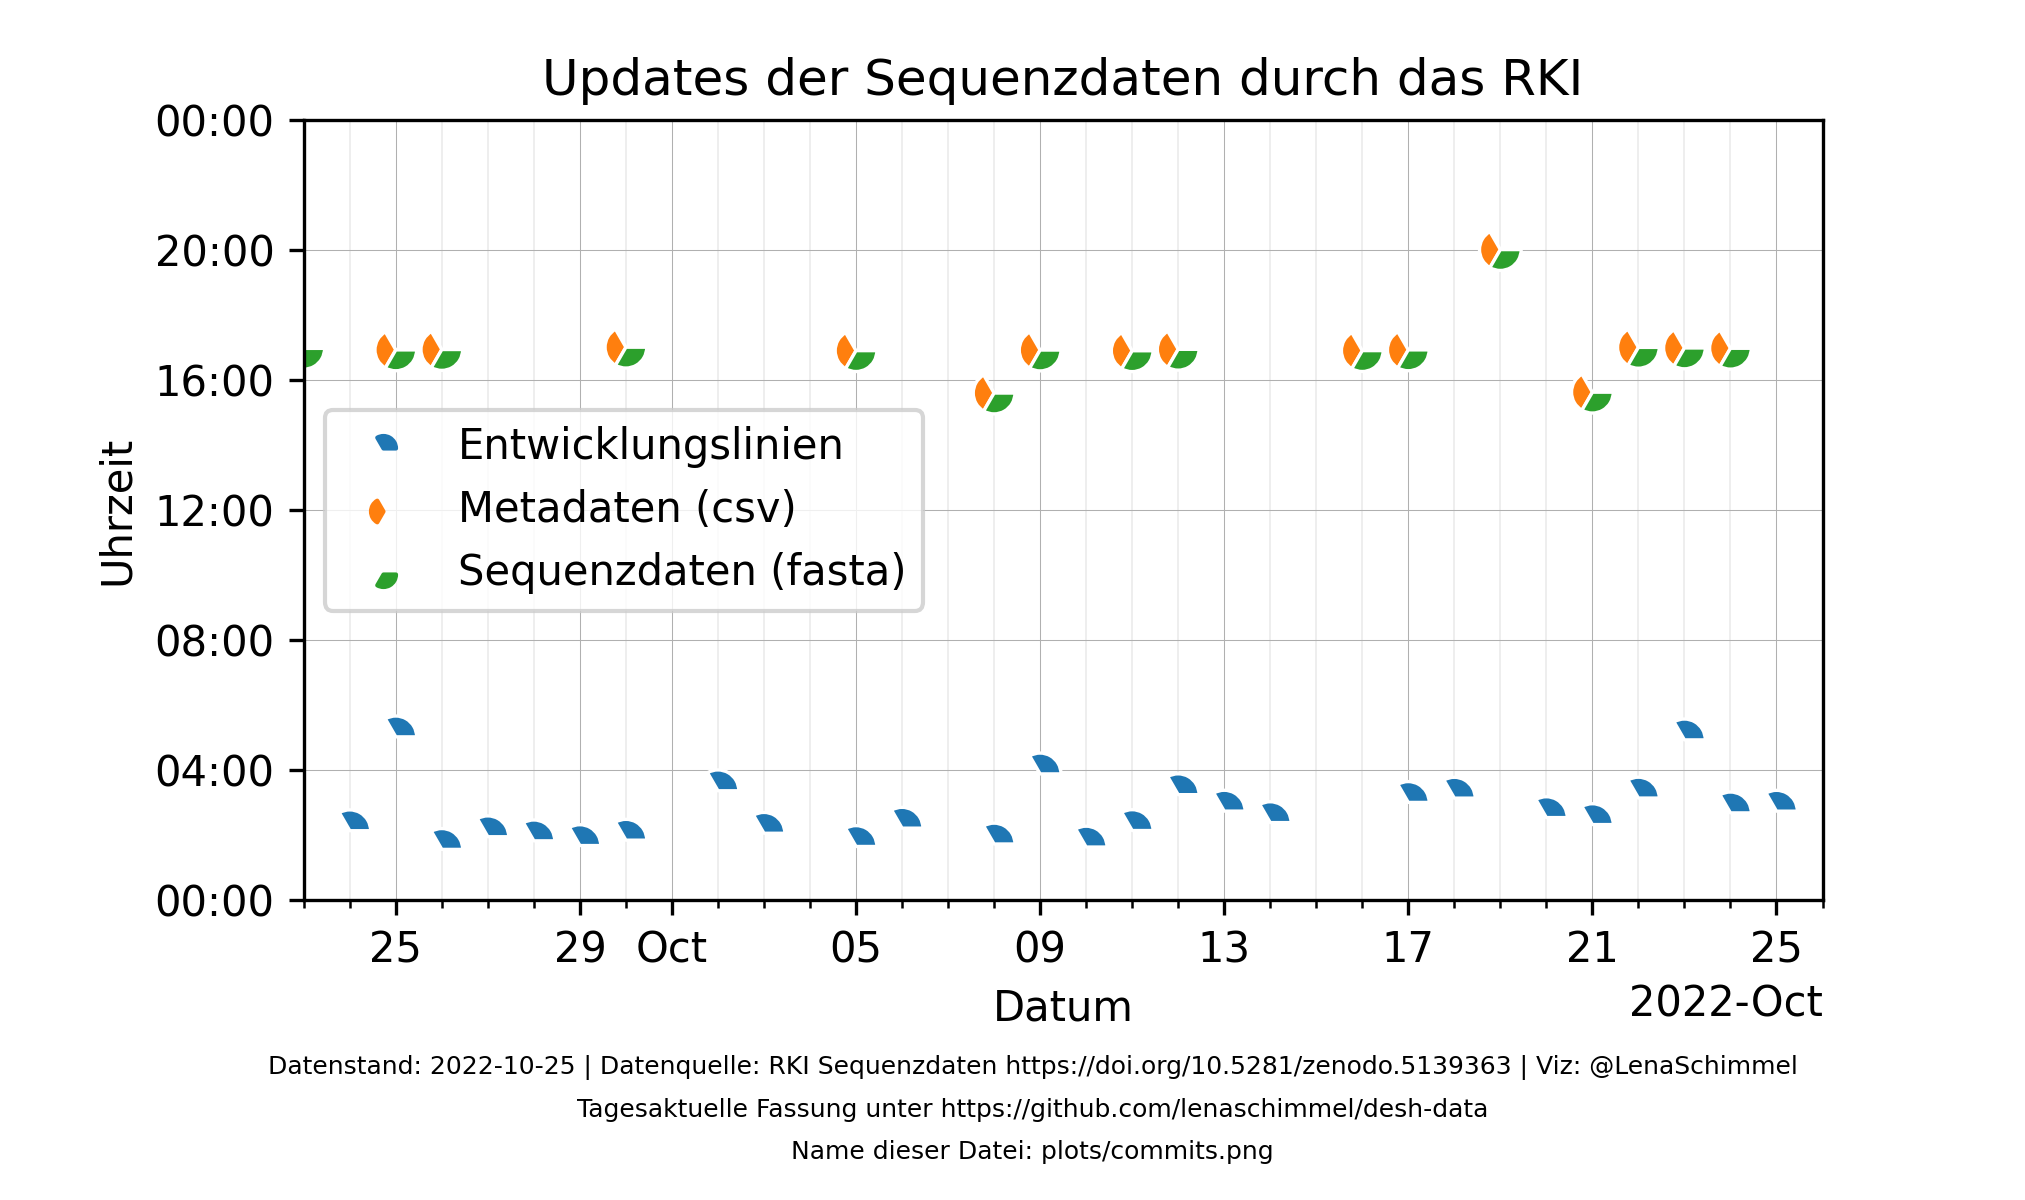 Updates der Sequenzdaten durch das RKI
00:00
20:00
16:00
12:00
08:00
04:00
00:00
Uhrzeit
Entwicklungslinien
Metadaten (csv)
Sequenzdaten (fasta)
25 29 Oct 05 09 13 17 21 25
2022-Oct
Datum
Datenstand: 2022-10-25 | Datenquelle: RKI Sequenzdaten https://doi.org/10.5281/zenodo.5139363 | Viz: @LenaSchimmel
Tagesaktuelle Fassung unter https://github.com/lenaschimmel/desh-data
Name dieser Datei: plots/commits.png